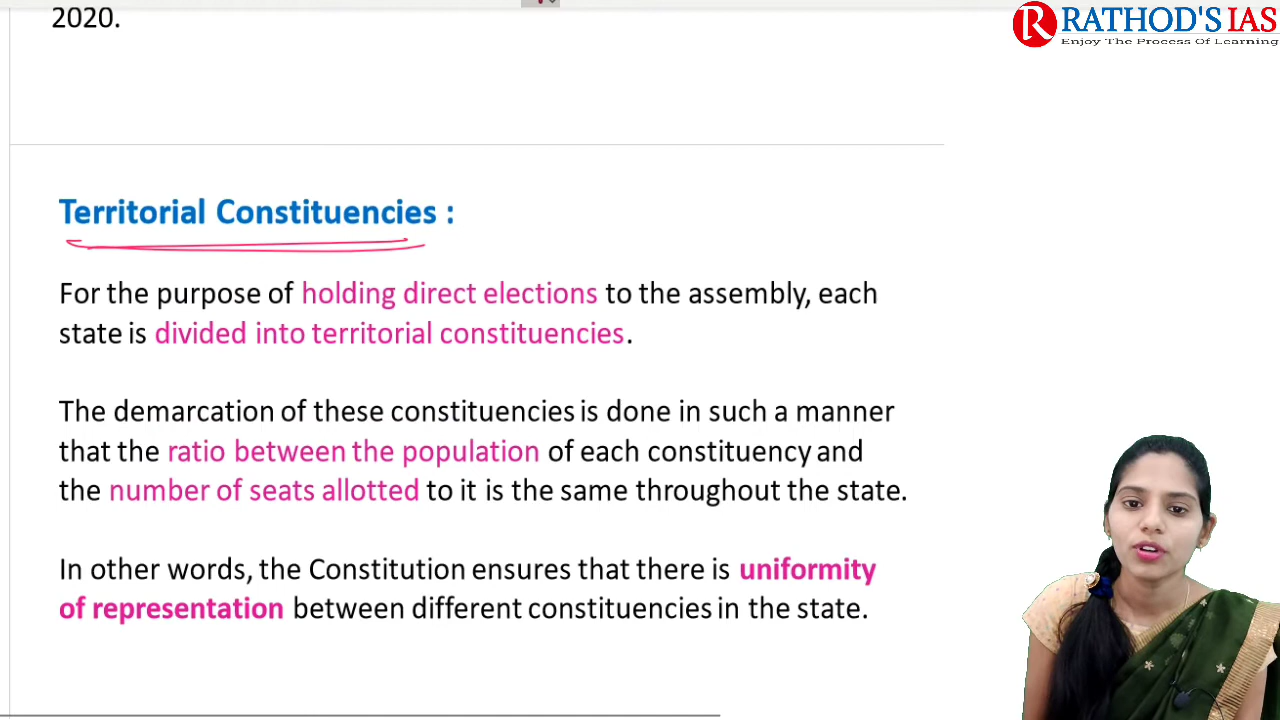 2020.
R RATHOD'S IAS
Enjoy The Process Of Learning
Territorial Constituencies :
For the purpose of holding direct elections to the assembly, each
state is divided into territorial constituencies.
The demarcation of these constituencies is done in such a manner
that the ratio between the population of each constituency and
the number of seats allotted to it is the same throughout the state.
In other words, the Constitution ensures that there is uniformity
of representation between different constituencies in the state.